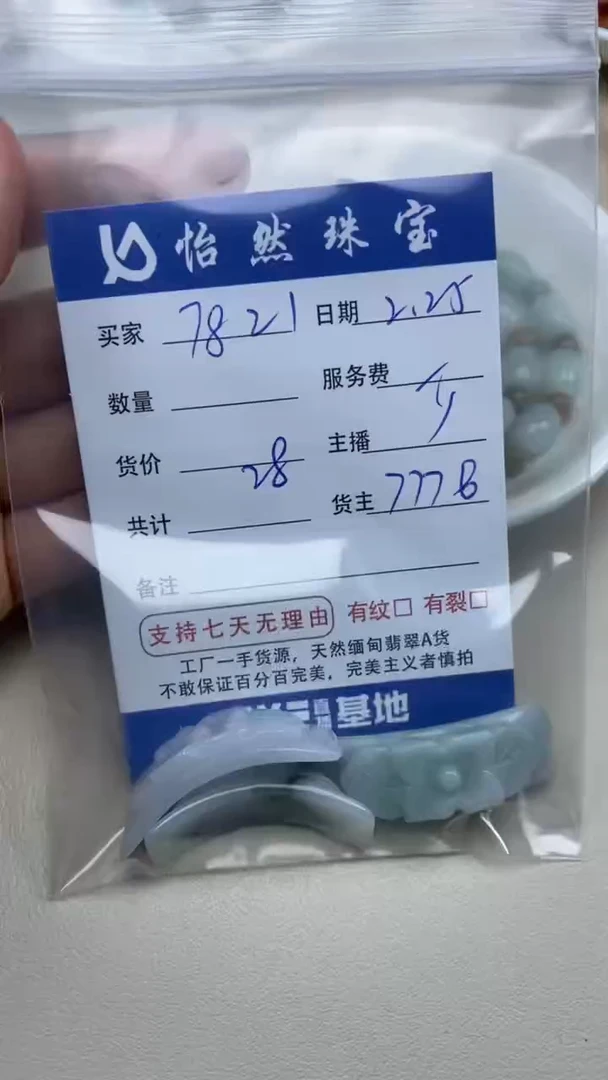 怡然珠宝
买家 7821 日期 2.25
数量 服务费
货价 28 主播
共计 货主 777B
备注
支持七天无理由 有纹□ 有裂□
工厂一手货源，天然缅甸翡翠A货
不敢保证百分百完美，完美主义者慎拍
基地